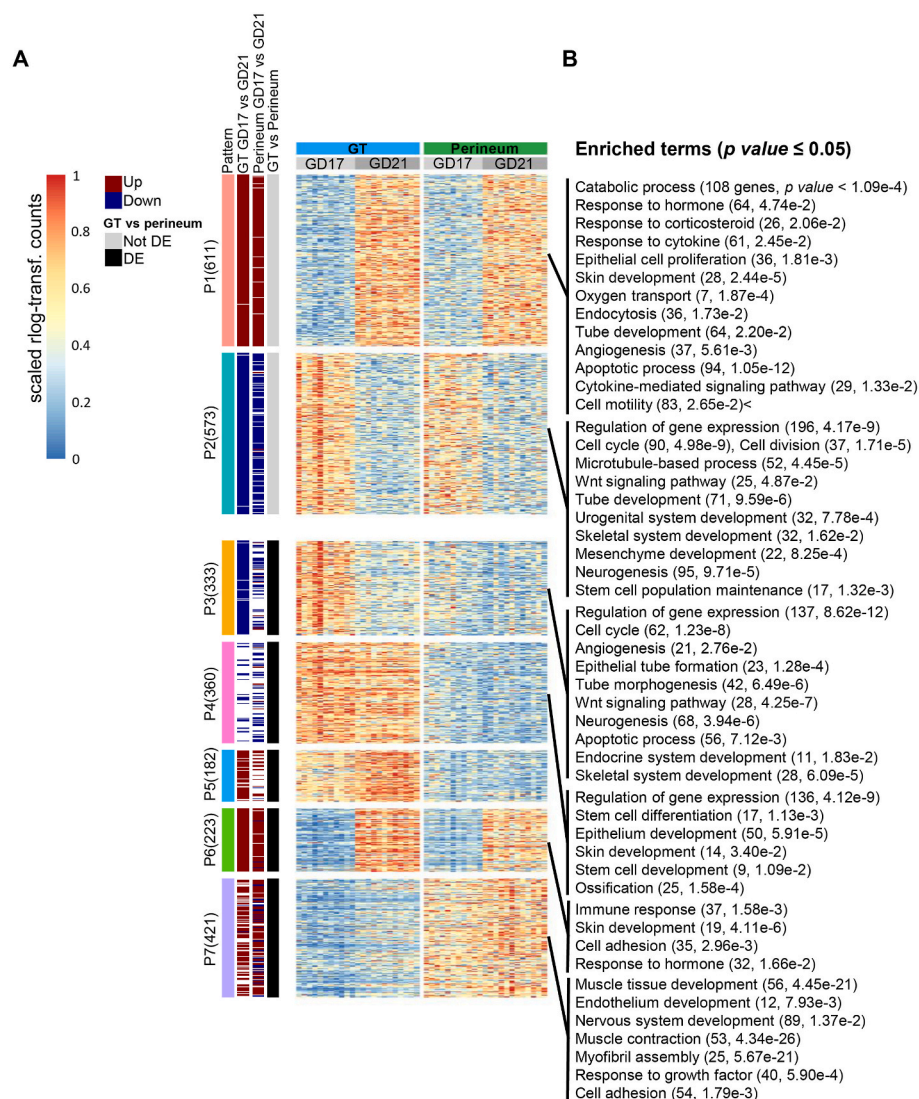 A
B
Pattern
GT GD17 vs GD21
Perineum GD17 vs GD21
GT vs Perineum
GT
Perineum
GD17
GD21
GD17
GD21
scaled rlog-transf. counts
1
0.8
0.6
0.4
0.2
0
Up
Down
GT vs perineum
Not DE
DE
P1(611)
P2(573)
P3(333)
P4(360)
P5(182)
P6(223)
P7(421)
Enriched terms (p value ≤ 0.05)
Catabolic process (108 genes, p value < 1.09e-4)
Response to hormone (64, 4.74e-2)
Response to corticosteroid (26, 2.06e-2)
Response to cytokine (61, 2.45e-2)
Epithelial cell proliferation (36, 1.81e-3)
Skin development (28, 2.44e-5)
Oxygen transport (7, 1.87e-4)
Endocytosis (36, 1.73e-2)
Tube development (64, 2.20e-2)
Angiogenesis (37, 5.61e-3)
Apoptotic process (94, 1.05e-12)
Cytokine-mediated signaling pathway (29, 1.33e-2)
Cell motility (83, 2.65e-2)<
Regulation of gene expression (196, 4.17e-9)
Cell cycle (90, 4.98e-9), Cell division (37, 1.71e-5)
Microtubule-based process (52, 4.45e-5)
Wnt signaling pathway (25, 4.87e-2)
Tube development (71, 9.59e-6)
Urogenital system development (32, 7.78e-4)
Skeletal system development (32, 1.62e-2)
Mesenchyme development (22, 8.25e-4)
Neurogenesis (95, 9.71e-5)
Stem cell population maintenance (17, 1.32e-3)
Regulation of gene expression (137, 8.62e-12)
Cell cycle (62, 1.23e-8)
Angiogenesis (21, 2.76e-2)
Epithelial tube formation (23, 1.28e-4)
Tube morphogenesis (42, 6.49e-6)
Wnt signaling pathway (28, 4.25e-7)
Neurogenesis (68, 3.94e-6)
Apoptotic process (56, 7.12e-3)
Endocrine system development (11, 1.83e-2)
Skeletal system development (28, 6.09e-5)
Regulation of gene expression (136, 4.12e-9)
Stem cell differentiation (17, 1.13e-3)
Epithelium development (50, 5.91e-5)
Skin development (14, 3.40e-2)
Stem cell development (9, 1.09e-2)
Ossification (25, 1.58e-4)
Immune response (37, 1.58e-3)
Skin development (19, 4.11e-6)
Cell adhesion (35, 2.96e-3)
Response to hormone (32, 1.66e-2)
Muscle tissue development (56, 4.45e-21)
Endothelium development (12, 7.93e-3)
Nervous system development (89, 1.37e-2)
Muscle contraction (53, 4.34e-26)
Myofibril assembly (25, 5.67e-21)
Response to growth factor (40, 5.90e-4)
Cell adhesion (54, 1.79e-3)